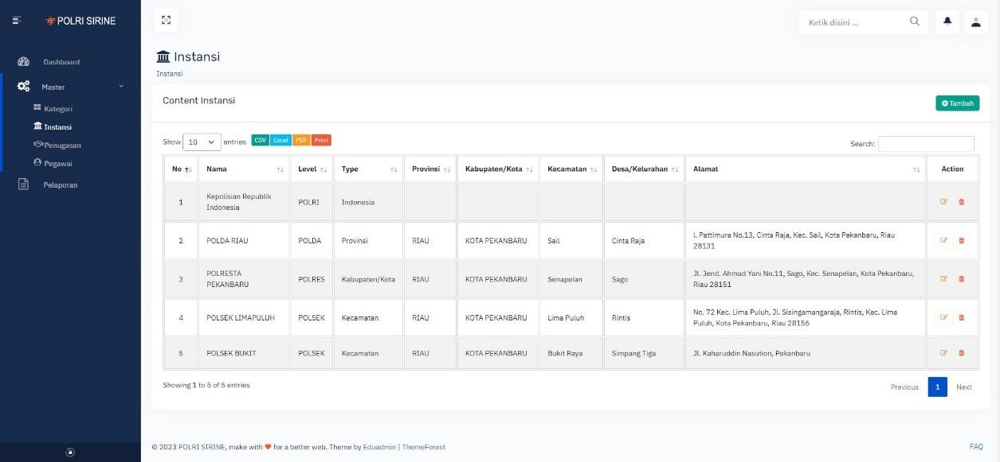 POLRI SIRINE
Ketik disini ...
Dashboard
Master
Kategori
Instansi
Penugasan
Pegawai
Pelaporan
Instansi
Instansi
Content Instansi
Tambah
Show 10 entries CSV Excel PDF Print
Search:
No Nama Level Type Provinsi Kabupaten/Kota Kecamatan Desa/Kelurahan Alamat Action
1 Kepolisian Republik Indonesia POLRI Indonesia
2 POLDA RIAU POLDA Provinsi RIAU KOTA PEKANBARU Sail Cinta Raja l. Pattimura No.13, Cinta Raja, Kec. Sail, Kota Pekanbaru, Riau 28131
3 POLRESTA PEKANBARU POLRES Kabupaten/Kota RIAU KOTA PEKANBARU Senapelan Sago Jl. Jend. Ahmad Yani No.11, Sago, Kec. Senapelan, Kota Pekanbaru, Riau 28151
4 POLSEK LIMAPULUH POLSEK Kecamatan RIAU KOTA PEKANBARU Lima Puluh Rintis No. 72 Kec. Lima Puluh, Jl. Sisingamangaraja, Rintis, Kec. Lima Puluh, Kota Pekanbaru, Riau 28156
5 POLSEK BUKIT POLSEK Kecamatan RIAU KOTA PEKANBARU Bukit Raya Simpang Tiga Jl. Kaharuddin Nasution, Pekanbaru
Showing 1 to 5 of 5 entries
Previous 1 Next
© 2023 POLRI SIRINE, make with ❤ for a better web. Theme by Eduadmin | ThemeForest
FAQ